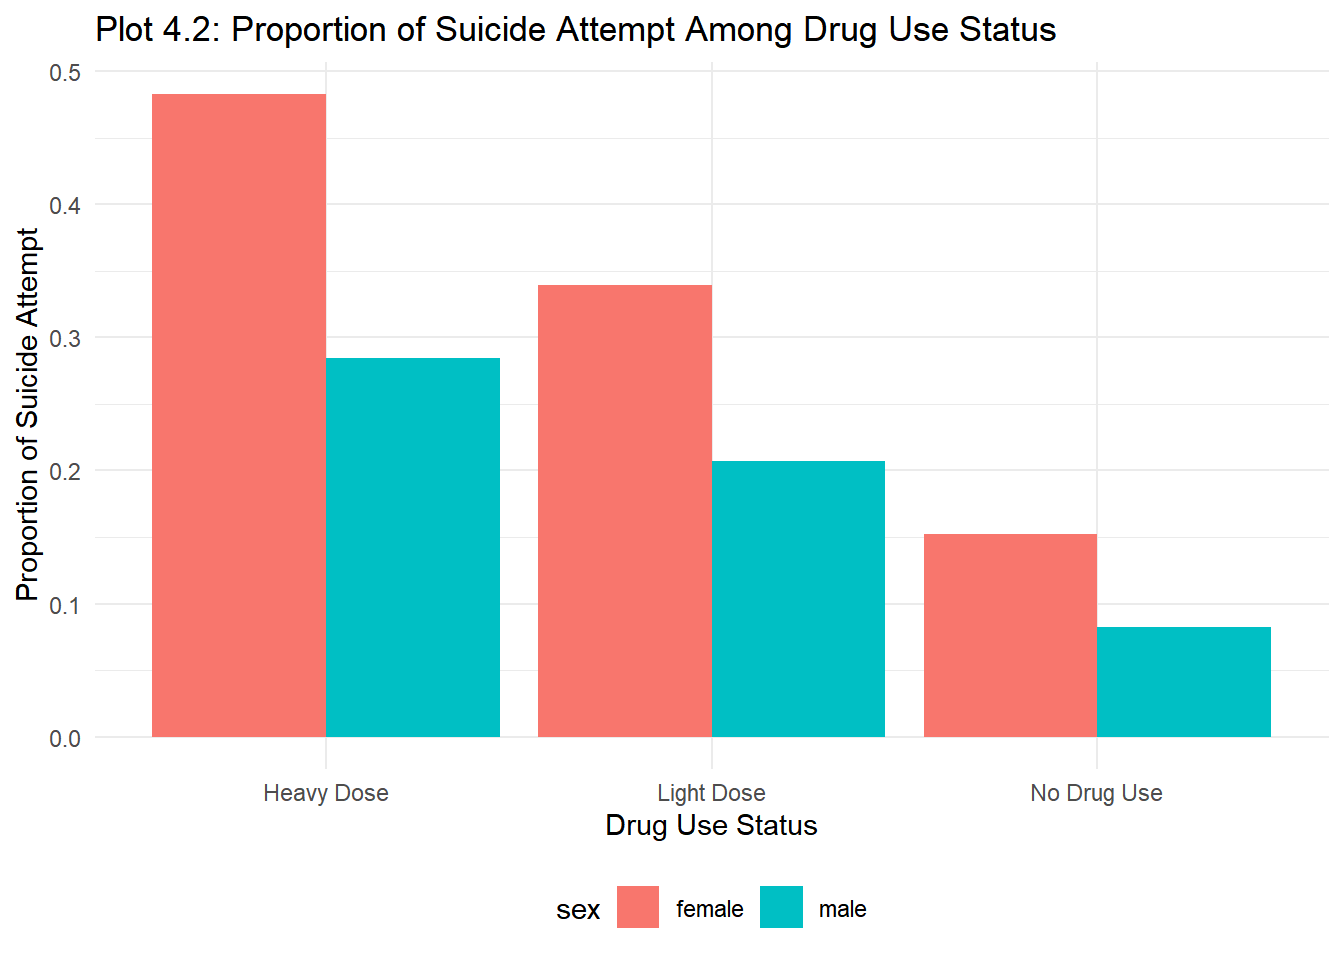 Plot 4.2: Proportion of Suicide Attempt Among Drug Use Status
Proportion of Suicide Attempt
0.5
0.4
0.3
0.2
0.1
0.0
Heavy Dose Light Dose No Drug Use
Drug Use Status
sex female male